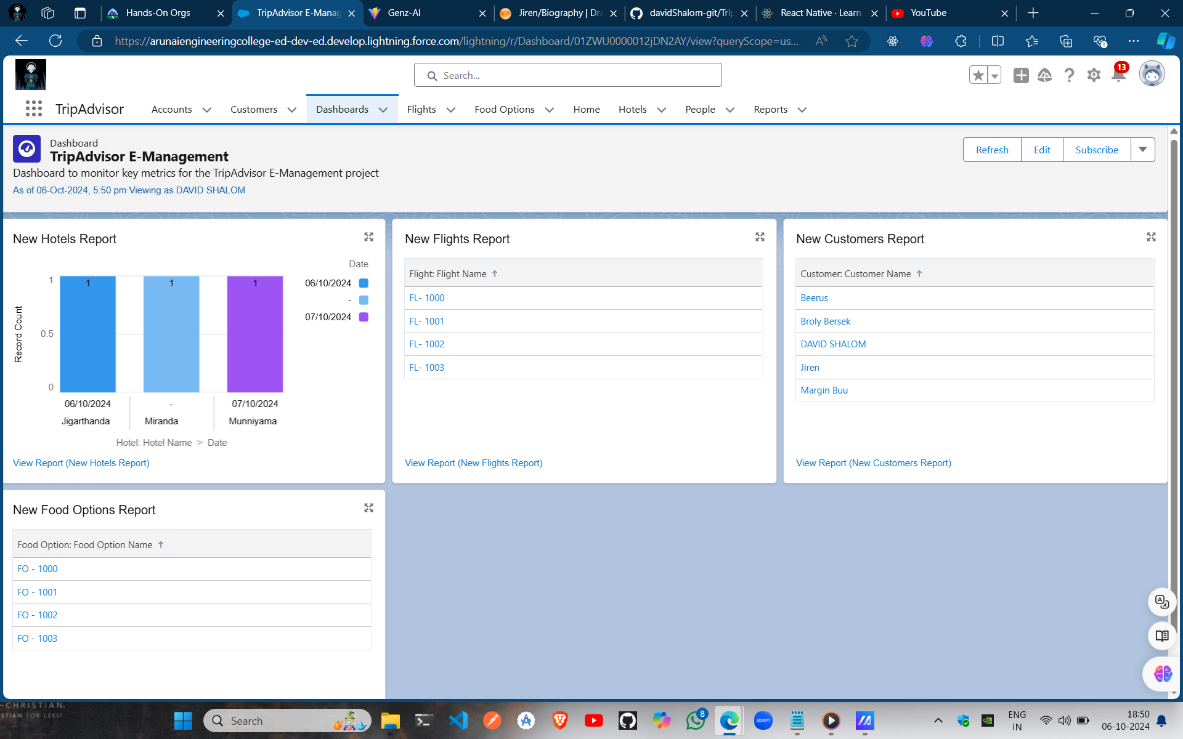 Hands-On Orgs
TripAdvisor E-Manag
Genz-AI
Jiren/Biography | Dra
davidShalom-git/Trip
React Native · Learn
YouTube
https://arunaiengineeringcollege-ed-dev-ed.develop.lightning.force.com/lightning/r/Dashboard/01ZWU0000012jDN2AY/view?queryScope=us...
Search...
13
TripAdvisor
Accounts
Customers
Dashboards
Flights
Food Options
Home
Hotels
People
Reports
Dashboard
TripAdvisor E-Management
Dashboard to monitor key metrics for the TripAdvisor E-Management project
As of 06-Oct-2024, 5:50 pm Viewing as DAVID SHALOM
Refresh
Edit
Subscribe
New Hotels Report
Date
06/10/2024
-
07/10/2024
Record Count
1
0.5
0
1
1
1
06/10/2024
-
07/10/2024
Jigarthanda
Miranda
Munniyama
Hotel: Hotel Name > Date
View Report (New Hotels Report)
New Flights Report
Flight: Flight Name ↑
FL- 1000
FL- 1001
FL- 1002
FL- 1003
View Report (New Flights Report)
New Customers Report
Customer: Customer Name ↑
Beerus
Broly Bersek
DAVID SHALOM
Jiren
Margin Buu
View Report (New Customers Report)
New Food Options Report
Food Option: Food Option Name ↑
FO - 1000
FO - 1001
FO - 1002
FO - 1003
-CHRISTIAN.
STIAN FOR LESS!
Search
8
zoom
ENG
IN
18:50
06-10-2024